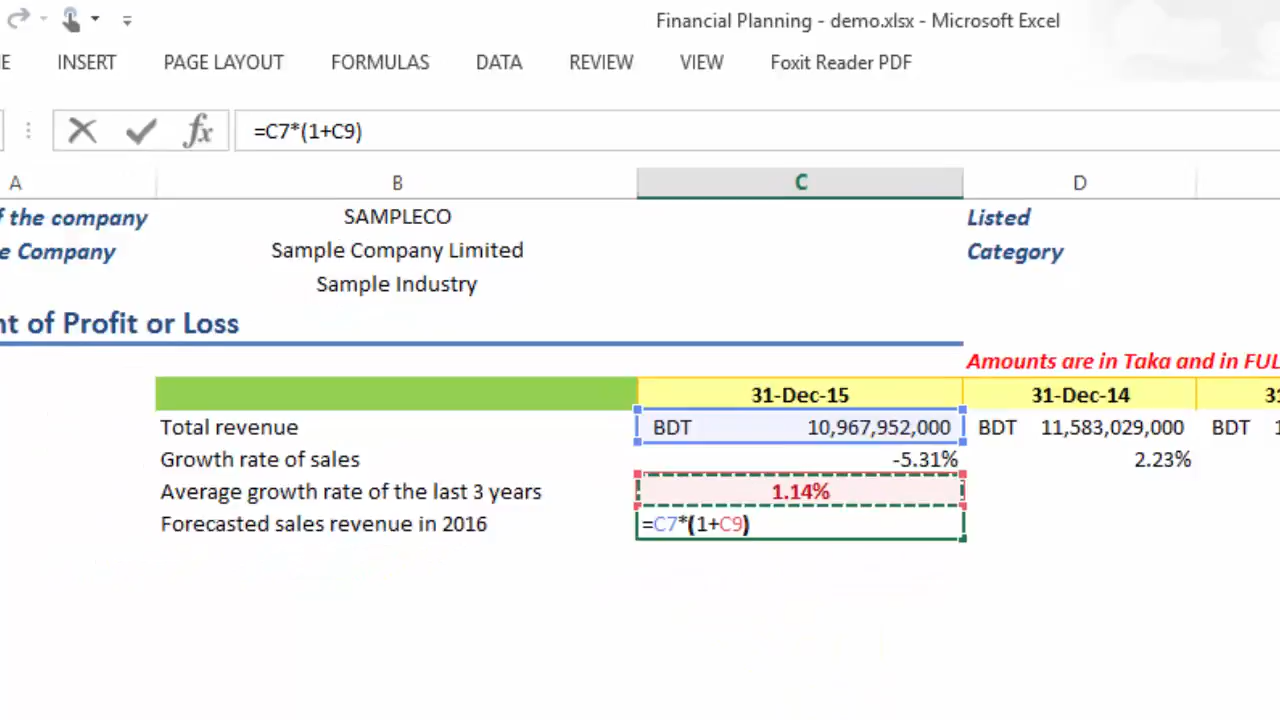 Financial Planning - demo.xlsx - Microsoft Excel
E INSERT PAGE LAYOUT FORMULAS DATA REVIEW VIEW Foxit Reader PDF
fx =C7*(1+C9)
A B C D
f the company SAMPLECO Listed
e Company Sample Company Limited Category
Sample Industry
nt of Profit or Loss
Amounts are in Taka and in FUL
31-Dec-15 31-Dec-14 31
Total revenue BDT 10,967,952,000 BDT 11,583,029,000 BDT 1
Growth rate of sales -5.31% 2.23%
Average growth rate of the last 3 years 1.14%
Forecasted sales revenue in 2016 =C7*(1+C9)